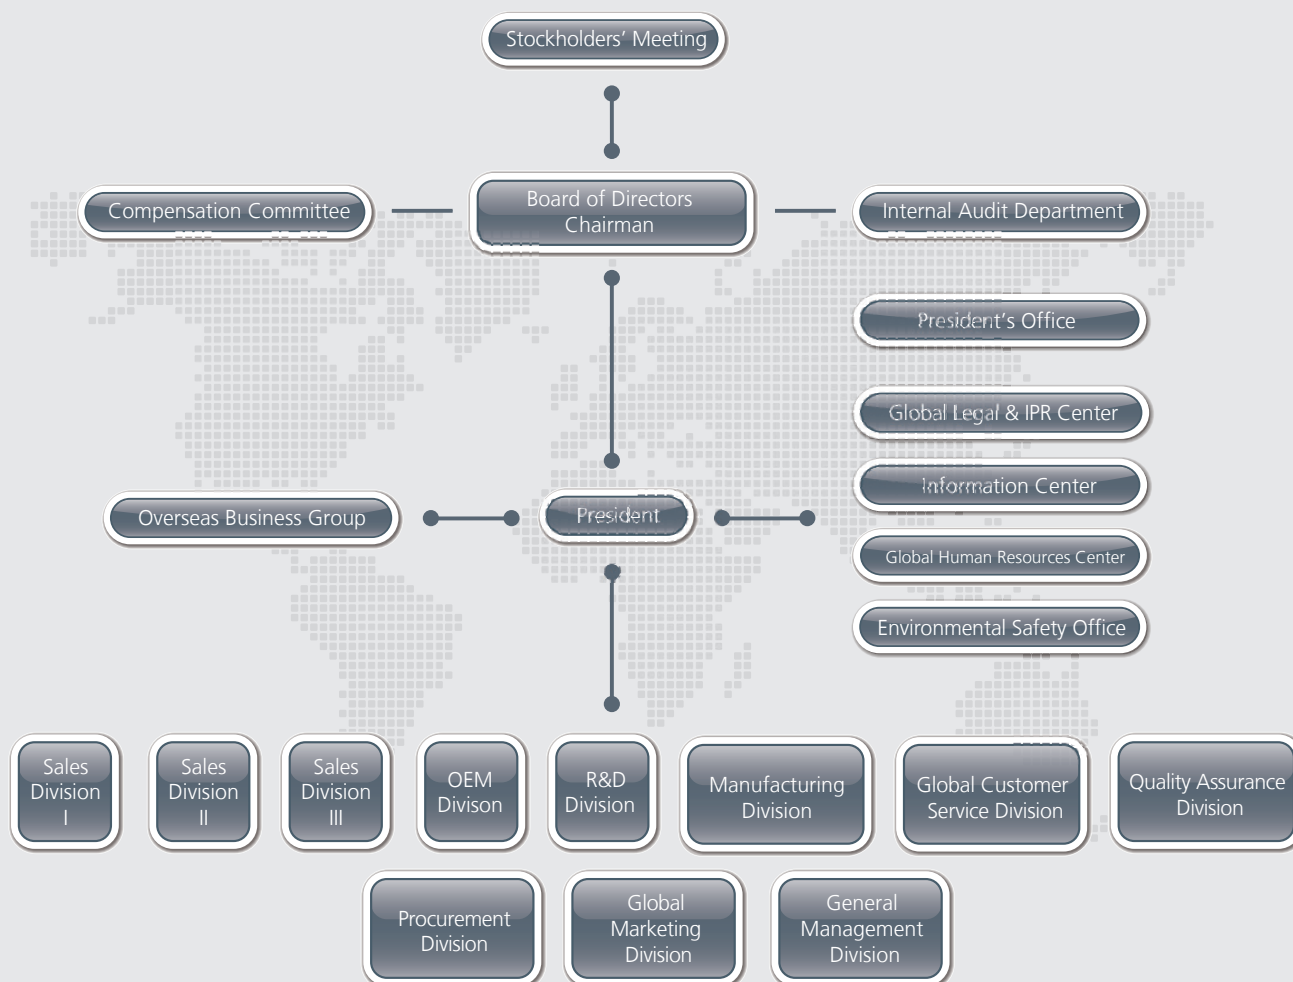 Stockholders’ Meeting
Compensation Committee
Board of Directors
Chairman
Internal Audit Department
President’s Office
Global Legal & IPR Center
Information Center
Overseas Business Group
President
Global Human Resources Center
Environmental Safety Office
Sales
Division
I
Sales
Division
II
Sales
Division
III
OEM
Divison
R&D
Division
Manufacturing
Division
Global Customer
Service Division
Quality Assurance
Division
Procurement
Division
Global
Marketing
Division
General
Management
Division